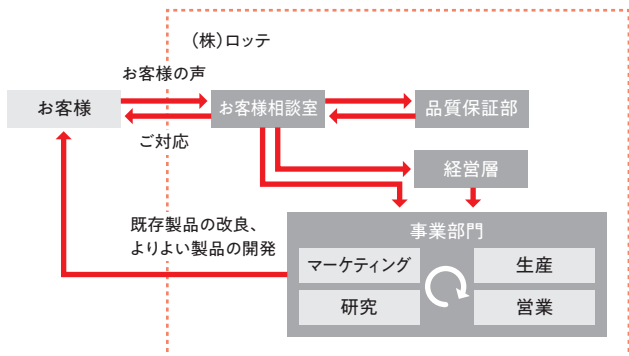 (株)ロッテ
お客様の声
お客様
お客様相談室
品質保証部
ご対応
経営層
既存製品の改良、
よりよい製品の開発
事業部門
マーケティング
生産
研究
営業